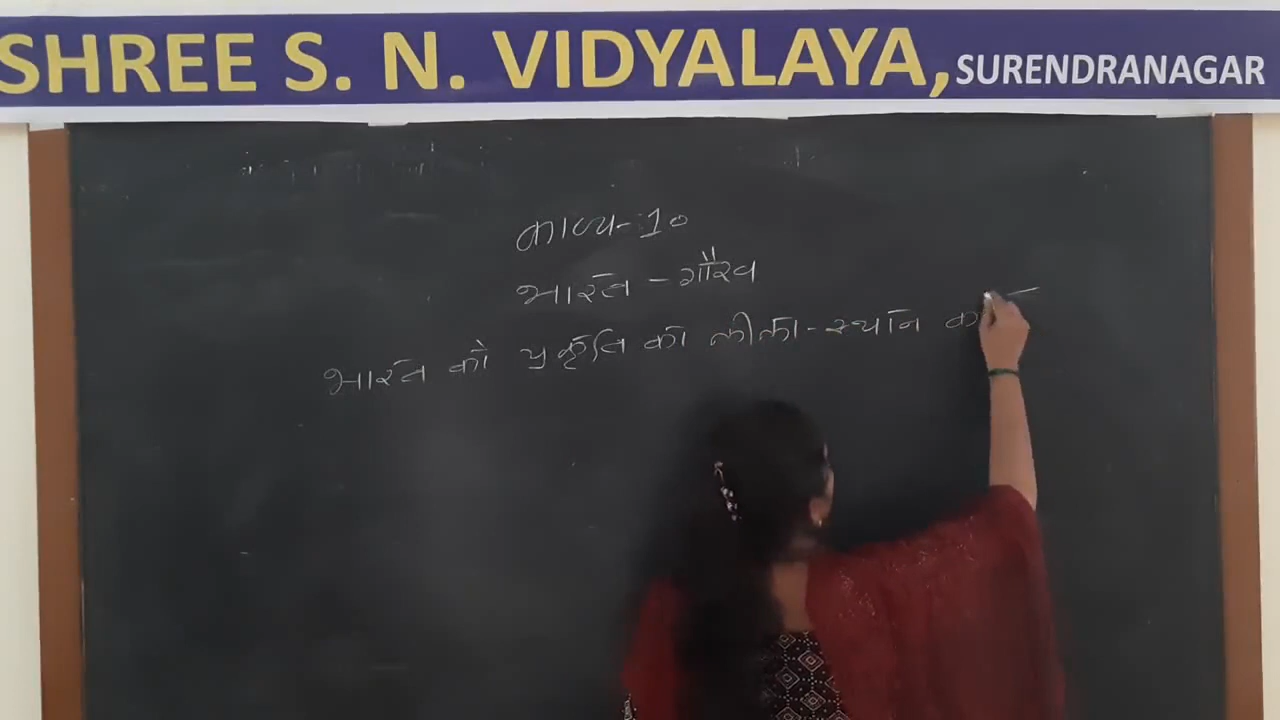 SHREE S. N. VIDYALAYA, SURENDRANAGAR
काव्य-10
भारत - गौरव
भारत को प्रकृति का लीला-स्थान